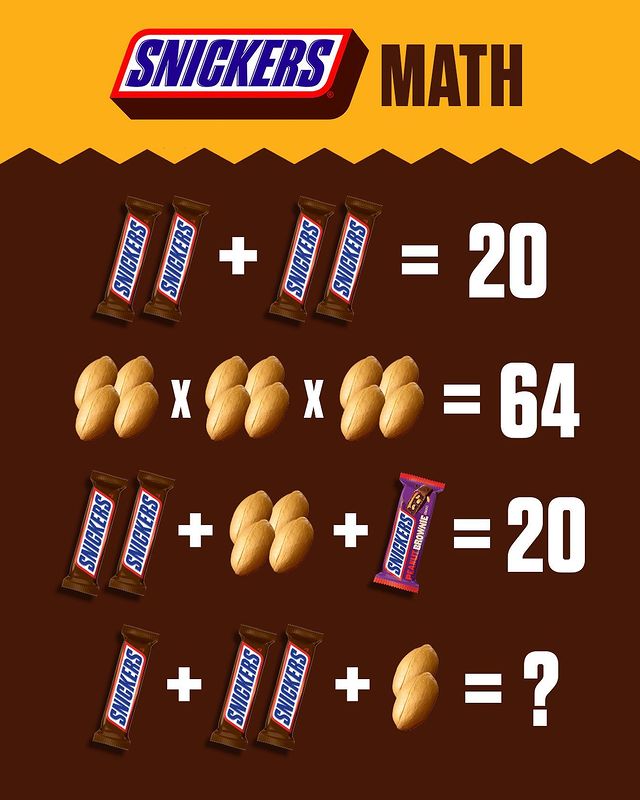 SNICKERS® MATH
SNICKERS SNICKERS + SNICKERS SNICKERS = 20
x x = 64
SNICKERS SNICKERS + + SNICKERS PEANUT BROWNIE = 20
SNICKERS + SNICKERS SNICKERS + = ?